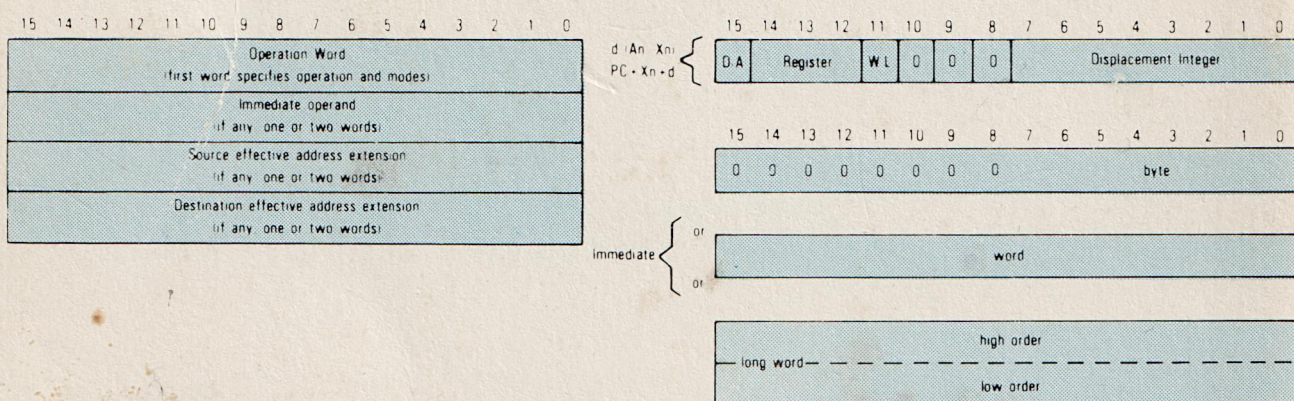 15 14 13 12 11 10 9 8 7 6 5 4 3 2 1 0
Operation Word
(first word specifies operation and modes)
Immediate operand
(if any one or two words)
Source effective address extension
(if any one or two words)
Destination effective address extension
(if any one or two words)
15 14 13 12 11 10 9 8 7 6 5 4 3 2 1 0
d (An Xn)
PC + Xn + d
D A Register W L 0 0 0 Displacement Integer
15 14 13 12 11 10 9 8 7 6 5 4 3 2 1 0
0 0 0 0 0 0 0 0 byte
Immediate
or
word
or
high order
long word
low order